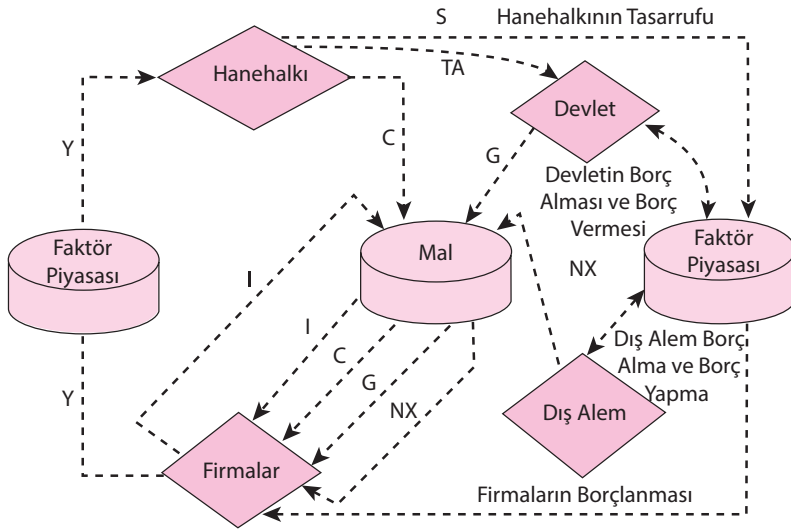 S
Hanehalkının Tasarrufu
Hanehalkı
TA
Devlet
Y
C
G
Devletin Borç
Alması ve Borç
Vermesi
Faktör
Piyasası
I
Mal
NX
Faktör
Piyasası
I
C
G
NX
Dış Alem Borç
Alma ve Borç
Yapma
Y
Dış Alem
Firmalar
Firmaların Borçlanması